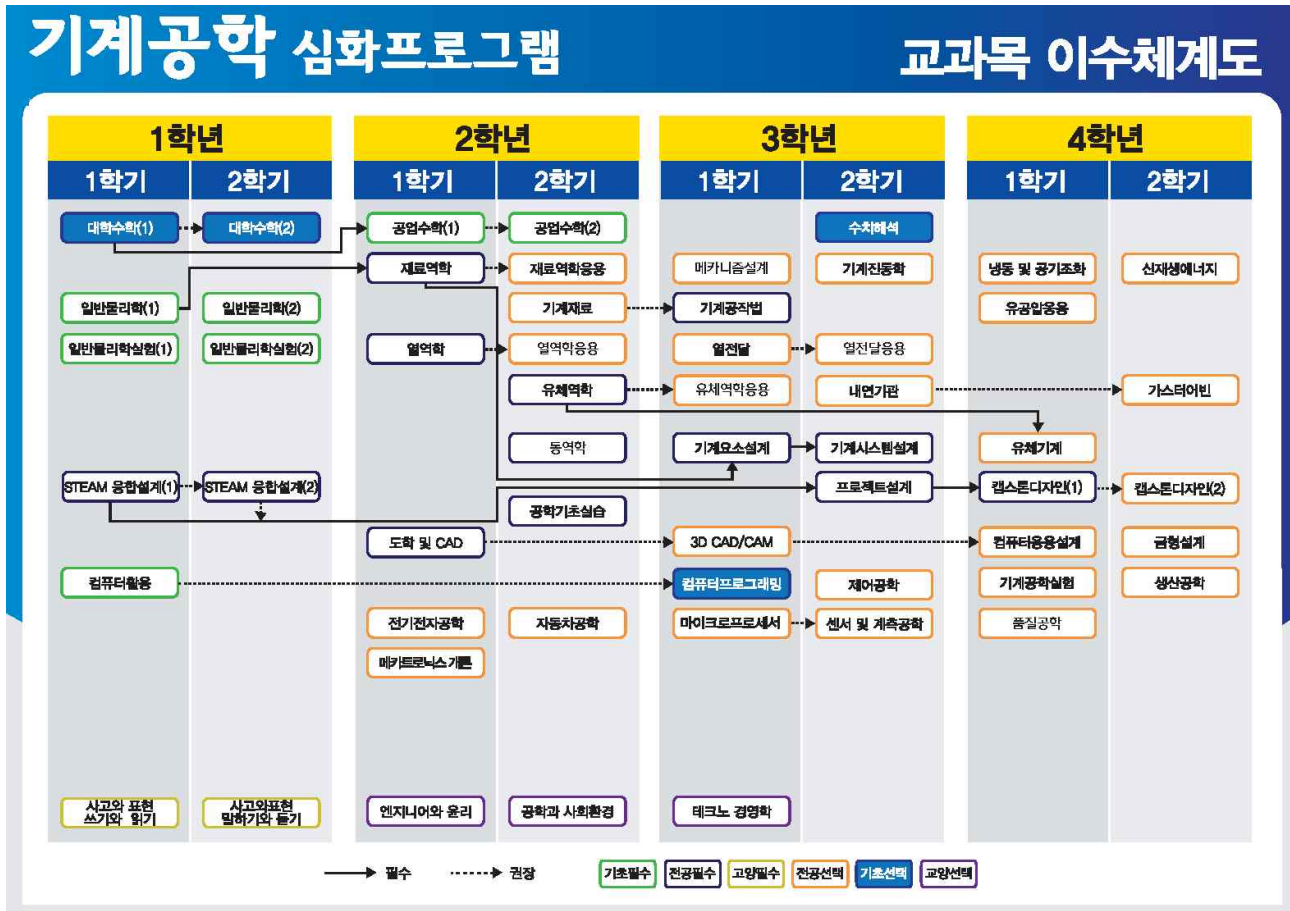 기계공학 심화프로그램
교과목 이수체계도
1학년
2학년
3학년
4학년
1학기
2학기
1학기
2학기
1학기
2학기
1학기
2학기
대학수학(1)
대학수학(2)
공업수학(1)
공업수학(2)
수치해석
재료역학
재료역학응용
메카니즘설계
기계진동학
냉동 및 공기조화
신재생에너지
일반물리학(1)
일반물리학(2)
기계재료
기계공작법
유공압응용
일반물리학실험(1)
일반물리학실험(2)
열역학
열역학응용
열전달
열전달응용
유체역학
유체역학응용
내연기관
가스터어빈
동역학
기계요소설계
기계시스템설계
유체기계
STEAM 융합설계(1)
STEAM 융합설계(2)
프로젝트설계
캡스톤디자인(1)
캡스톤디자인(2)
공학기초실습
도학 및 CAD
3D CAD/CAM
컴퓨터응용설계
금형설계
컴퓨터활용
컴퓨터프로그래밍
제어공학
기계공학실험
생산공학
전기전자공학
자동차공학
마이크로프로세서
센서 및 계측공학
품질공학
메카트로닉스개론
사고와 표현
쓰기와 읽기
사고와표현
말하기와 듣기
엔지니어와 윤리
공학과 사회환경
테크노 경영학
필수
권장
기초필수
전공필수
고양필수
전공선택
기초선택
교양선택